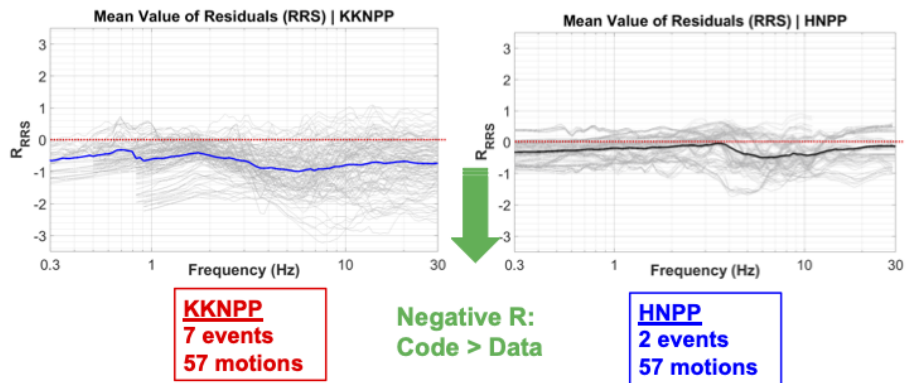 Mean Value of Residuals (RRS) | KKNPP
3
2
1
0
-1
-2
-3
R_RRS
0.3
1
10
30
Frequency (Hz)
Mean Value of Residuals (RRS) | HNPP
3
2
1
0
-1
-2
-3
R_RRS
0.3
1
10
30
Frequency (Hz)
KKNPP
7 events
57 motions
Negative R:
Code > Data
HNPP
2 events
57 motions